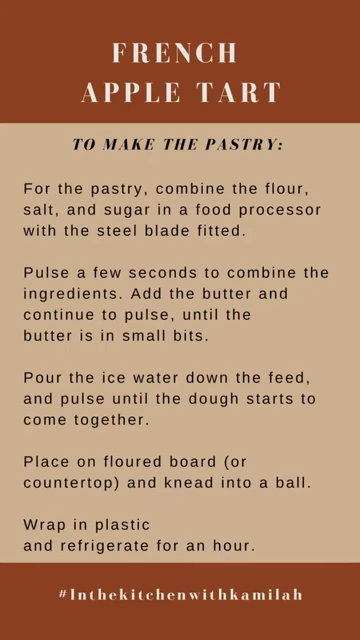 FRENCH
APPLE TART
TO MAKE THE PASTRY:
For the pastry, combine the flour,
salt, and sugar in a food processor
with the steel blade fitted.
Pulse a few seconds to combine the
ingredients. Add the butter and
continue to pulse, until the
butter is in small bits.
Pour the ice water down the feed,
and pulse until the dough starts to
come together.
Place on floured board (or
countertop) and knead into a ball.
Wrap in plastic
and refrigerate for an hour.
#Inthekitchenwithkamilah